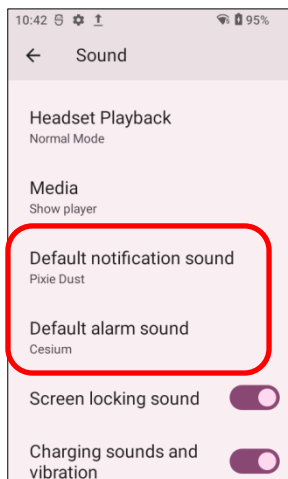 10:42 95%
Sound
Headset Playback
Normal Mode
Media
Show player
Default notification sound
Pixie Dust
Default alarm sound
Cesium
Screen locking sound
Charging sounds and
vibration